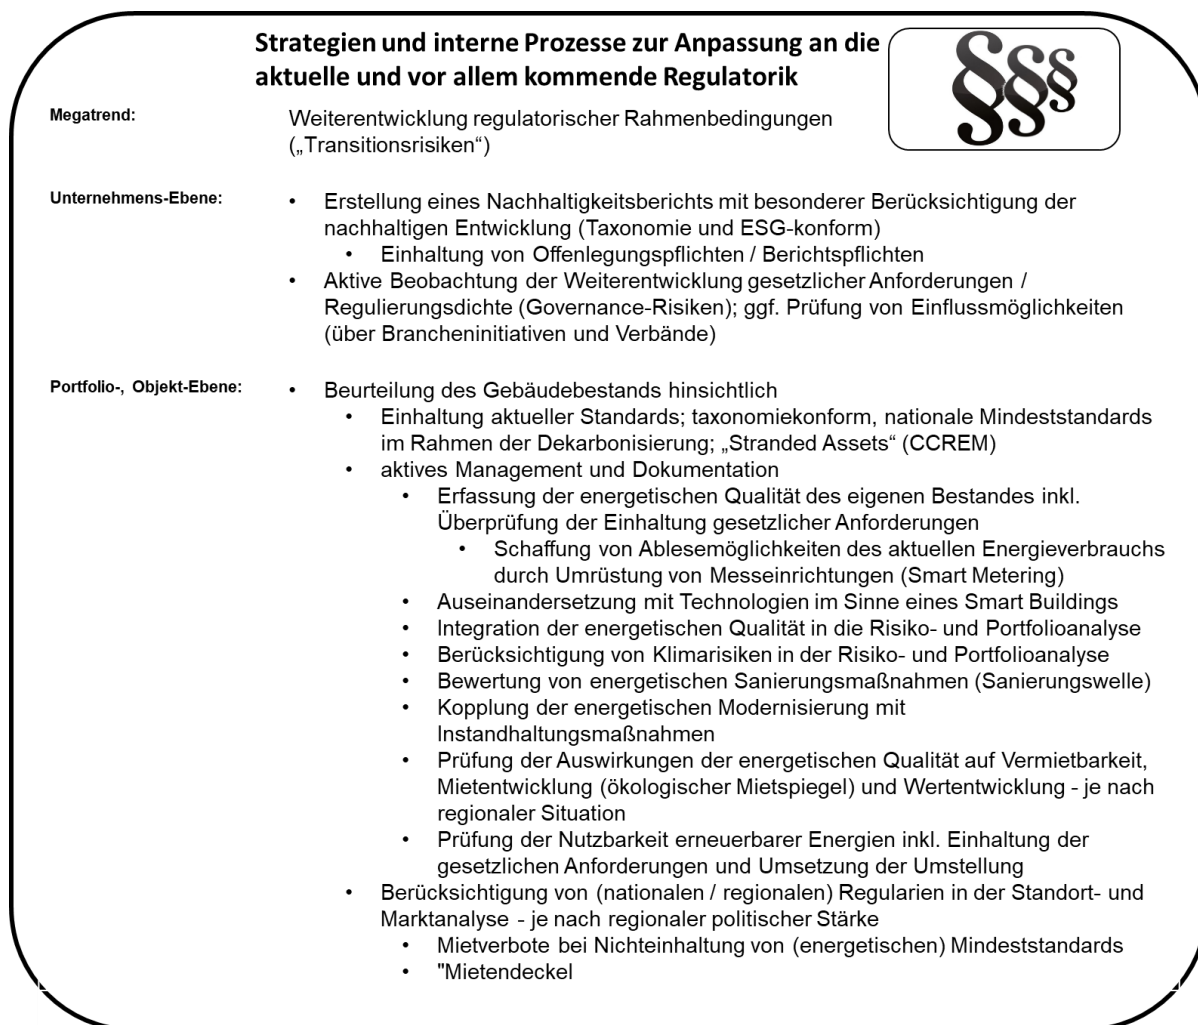 Strategien und interne Prozesse zur Anpassung an die
aktuelle und vor allem kommende Regulatorik
§§§
Megatrend:
Weiterentwicklung regulatorischer Rahmenbedingungen
(„Transitionsrisiken“)
Unternehmens-Ebene:
• Erstellung eines Nachhaltigkeitsberichts mit besonderer Berücksichtigung der
nachhaltigen Entwicklung (Taxonomie und ESG-konform)
• Einhaltung von Offenlegungspflichten / Berichtspflichten
• Aktive Beobachtung der Weiterentwicklung gesetzlicher Anforderungen /
Regulierungsdichte (Governance-Risiken); ggf. Prüfung von Einflussmöglichkeiten
(über Brancheninitiativen und Verbände)
Portfolio-, Objekt-Ebene:
• Beurteilung des Gebäudebestands hinsichtlich
• Einhaltung aktueller Standards; taxonomiekonform, nationale Mindeststandards
im Rahmen der Dekarbonisierung; „Stranded Assets“ (CCREM)
• aktives Management und Dokumentation
• Erfassung der energetischen Qualität des eigenen Bestandes inkl.
Überprüfung der Einhaltung gesetzlicher Anforderungen
• Schaffung von Ablesemöglichkeiten des aktuellen Energieverbrauchs
durch Umrüstung von Messeinrichtungen (Smart Metering)
• Auseinandersetzung mit Technologien im Sinne eines Smart Buildings
• Integration der energetischen Qualität in die Risiko- und Portfolioanalyse
• Berücksichtigung von Klimarisiken in der Risiko- und Portfolioanalyse
• Bewertung von energetischen Sanierungsmaßnahmen (Sanierungswelle)
• Kopplung der energetischen Modernisierung mit
Instandhaltungsmaßnahmen
• Prüfung der Auswirkungen der energetischen Qualität auf Vermietbarkeit,
Mietentwicklung (ökologischer Mietspiegel) und Wertentwicklung - je nach
regionaler Situation
• Prüfung der Nutzbarkeit erneuerbarer Energien inkl. Einhaltung der
gesetzlichen Anforderungen und Umsetzung der Umstellung
• Berücksichtigung von (nationalen / regionalen) Regularien in der Standort- und
Marktanalyse - je nach regionaler politischer Stärke
• Mietverbote bei Nichteinhaltung von (energetischen) Mindeststandards
• "Mietendeckel